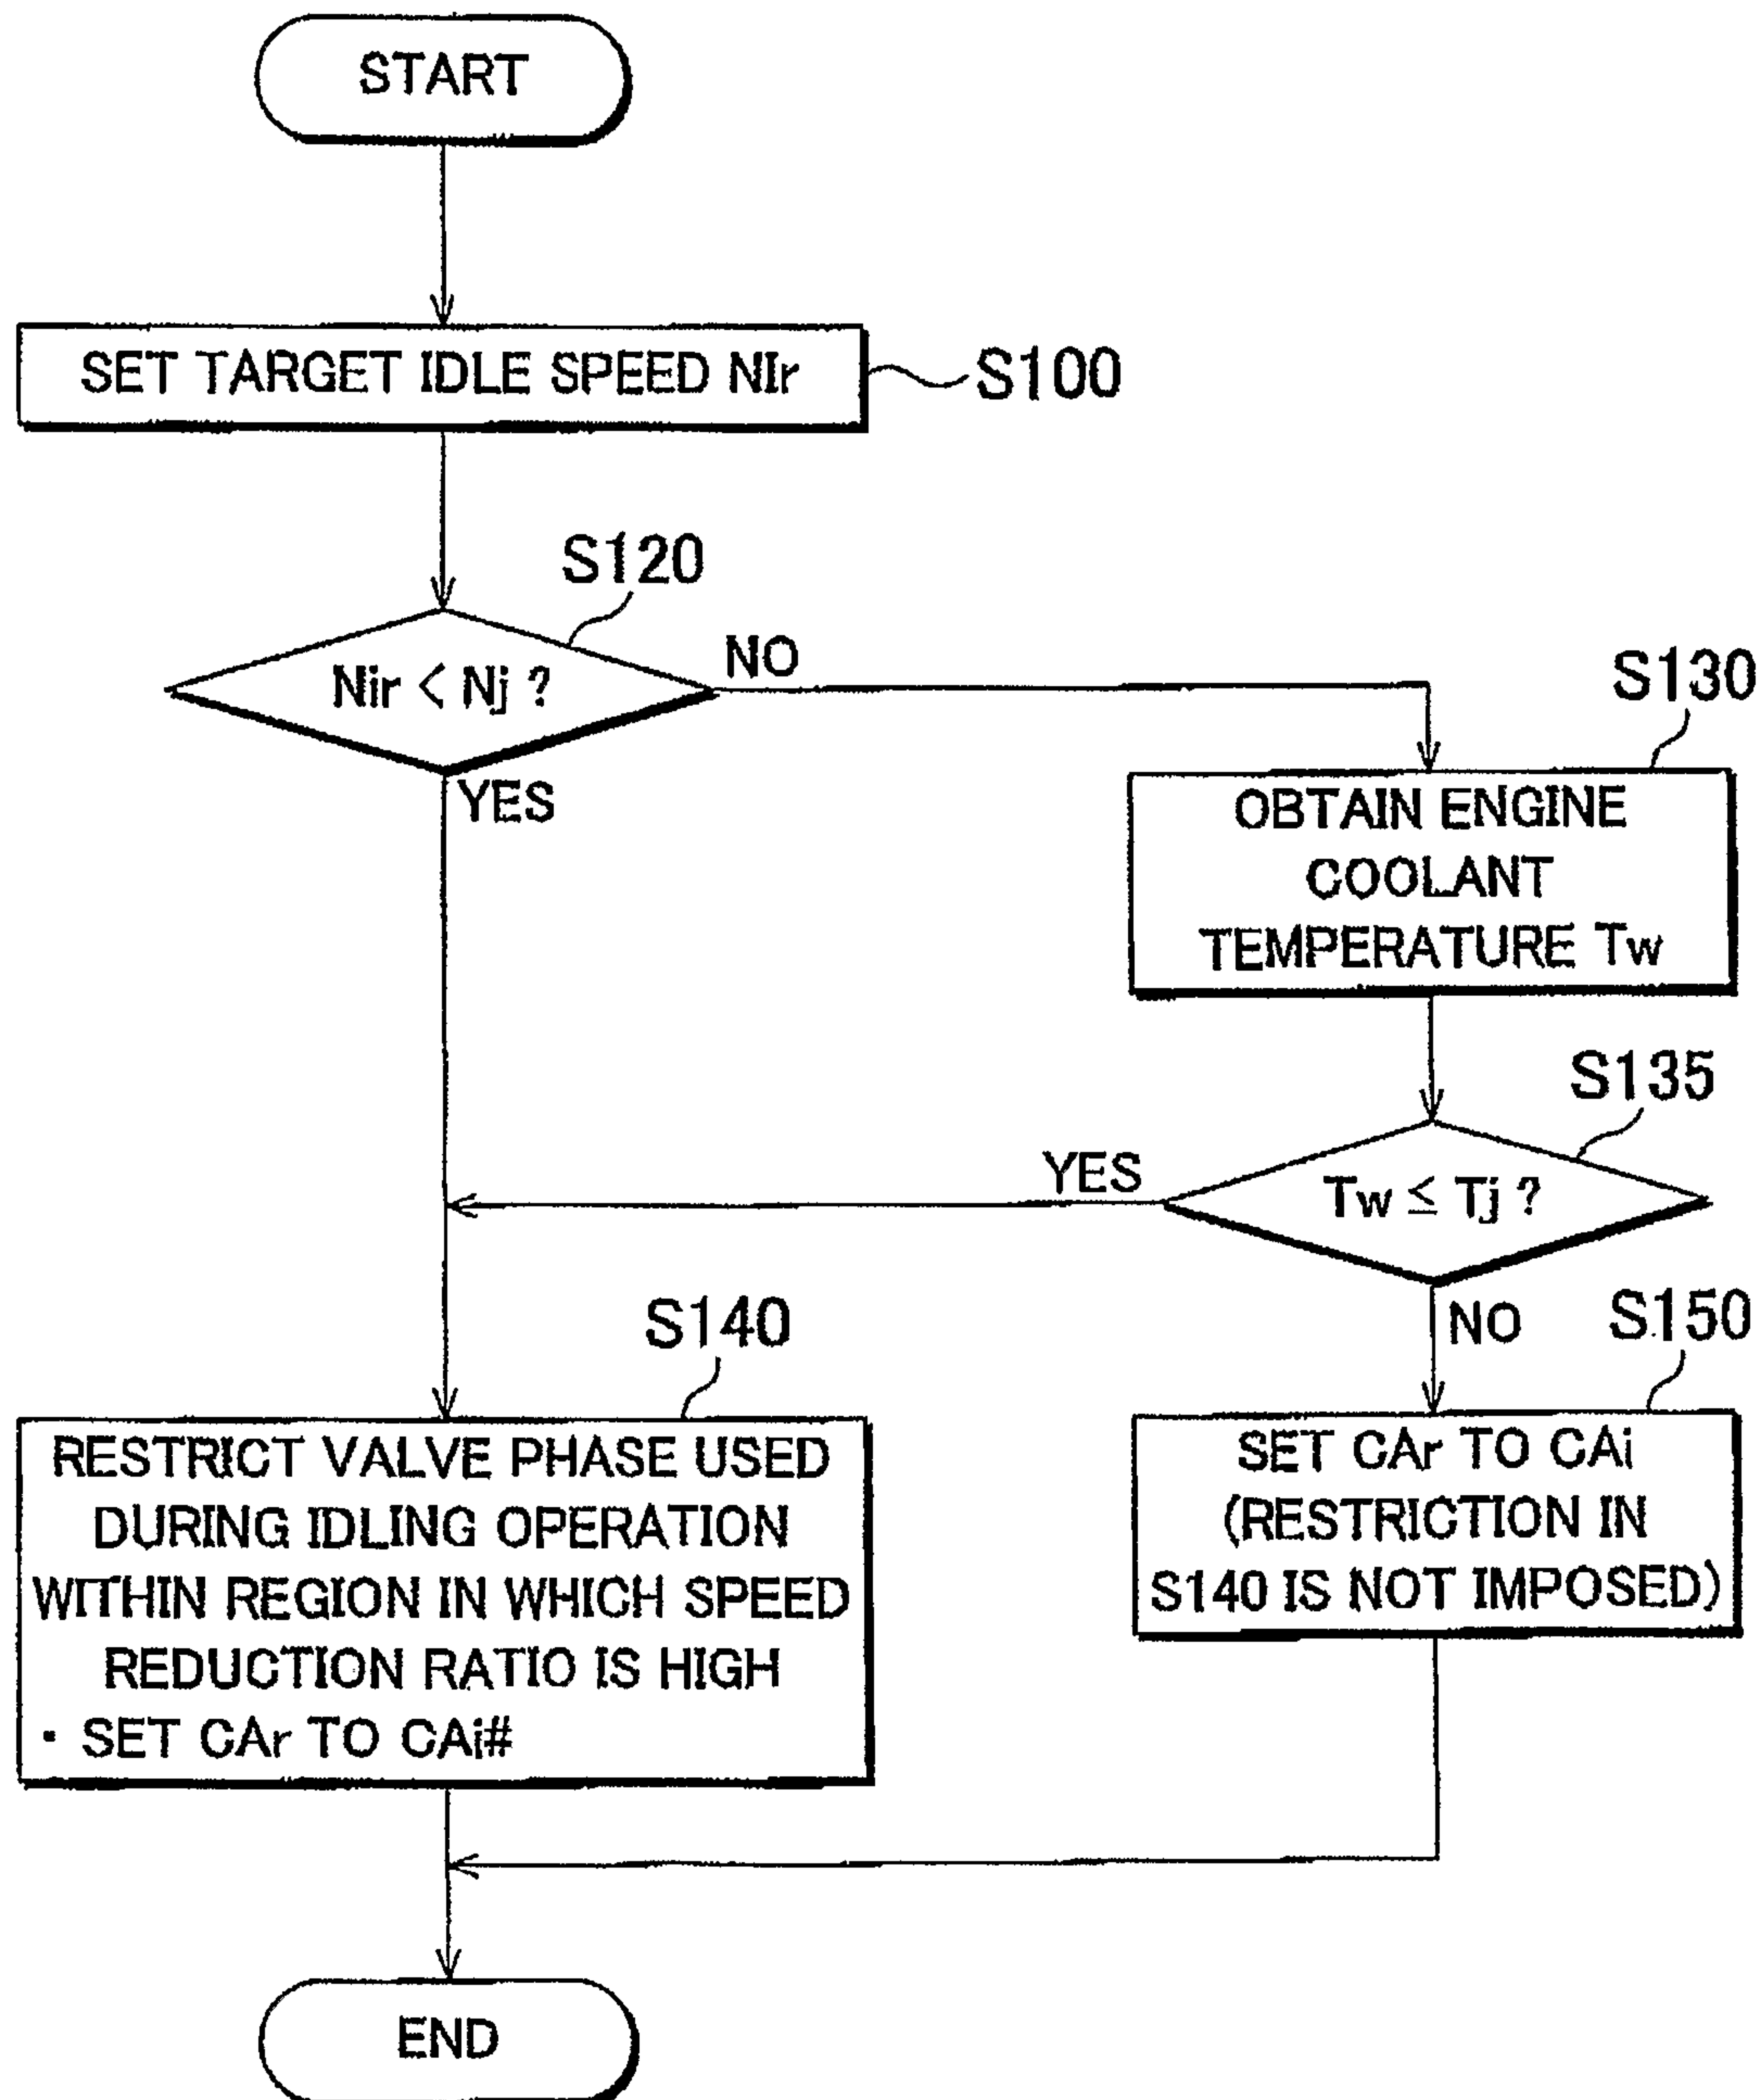 START
SET TARGET IDLE SPEED NIr
S100
S120
Nir < Nj ?
NO
YES
S130
OBTAIN ENGINE
COOLANT
TEMPERATURE Tw
S135
Tw ≤ Tj ?
YES
NO
S140
RESTRICT VALVE PHASE USED
DURING IDLING OPERATION
WITHIN REGION IN WHICH SPEED
REDUCTION RATIO IS HIGH
・ SET CAr TO CAi#
S150
SET CAr TO CAi
(RESTRICTION IN
S140 IS NOT IMPOSED)
END